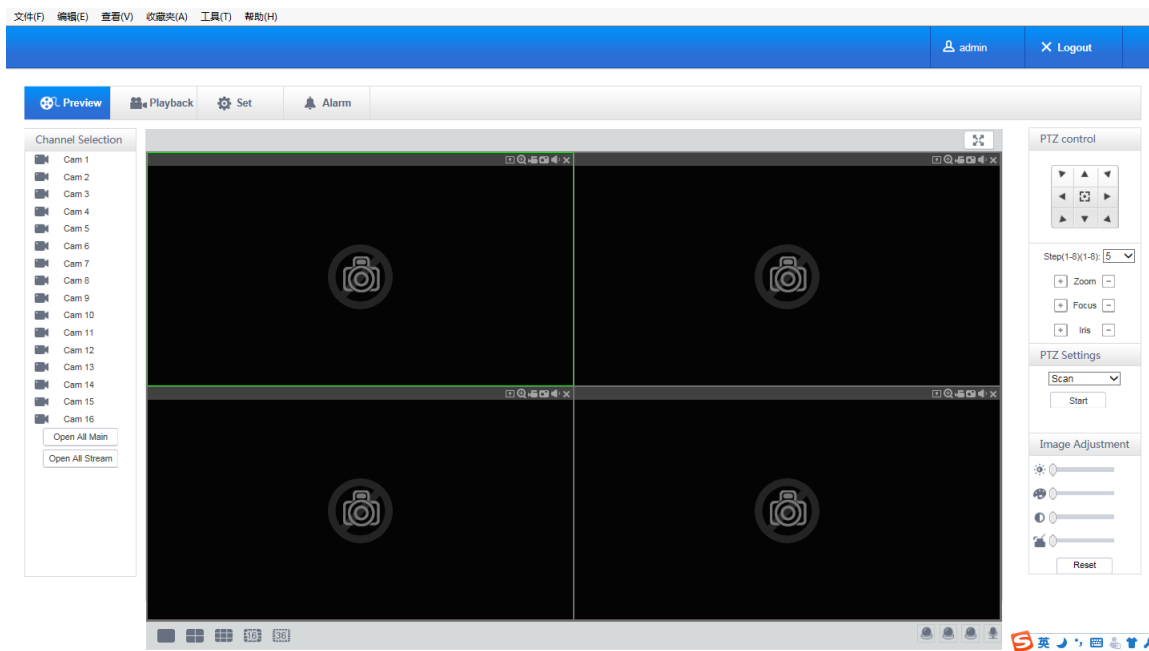 文件(F) 编辑(E) 查看(V) 收藏夹(A) 工具(T) 帮助(H)
admin Logout
Preview Playback Set Alarm
Channel Selection
Cam 1
Cam 2
Cam 3
Cam 4
Cam 5
Cam 6
Cam 7
Cam 8
Cam 9
Cam 10
Cam 11
Cam 12
Cam 13
Cam 14
Cam 15
Cam 16
Open All Main
Open All Stream
16 36
PTZ control
Step(1-8)(1-8): 5
+ Zoom −
+ Focus −
+ Iris −
PTZ Settings
Scan
Start
Image Adjustment
Reset
S 英